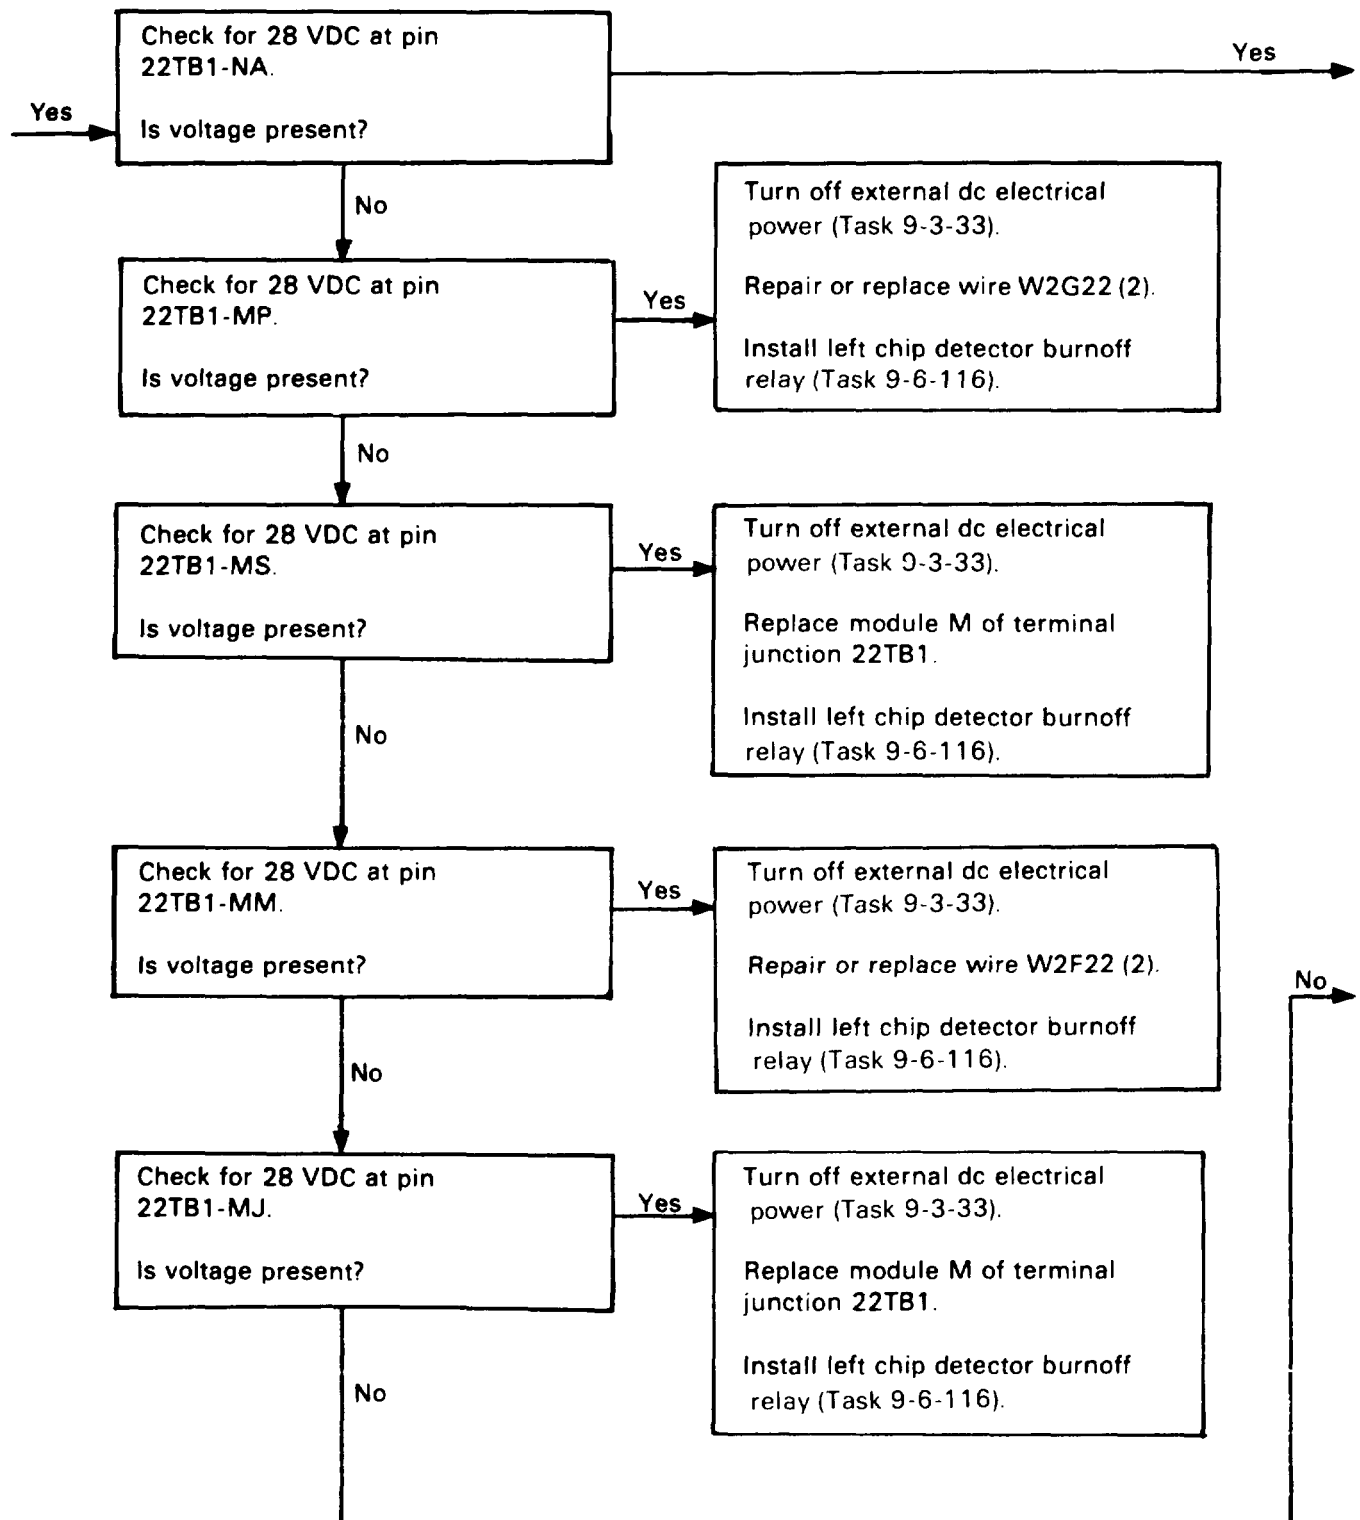 Check for 28 VDC at pin
22TB1-NA.
Is voltage present?
Yes
Yes
No
Check for 28 VDC at pin
22TB1-MP.
Is voltage present?
Yes
Turn off external dc electrical
power (Task 9-3-33).
Repair or replace wire W2G22 (2).
Install left chip detector burnoff
relay (Task 9-6-116).
No
Check for 28 VDC at pin
22TB1-MS.
Is voltage present?
Yes
Turn off external dc electrical
power (Task 9-3-33).
Replace module M of terminal
junction 22TB1.
Install left chip detector burnoff
relay (Task 9-6-116).
No
Check for 28 VDC at pin
22TB1-MM.
Is voltage present?
Yes
Turn off external dc electrical
power (Task 9-3-33).
Repair or replace wire W2F22 (2).
Install left chip detector burnoff
relay (Task 9-6-116).
No
No
Check for 28 VDC at pin
22TB1-MJ.
Is voltage present?
Yes
Turn off external dc electrical
power (Task 9-3-33).
Replace module M of terminal
junction 22TB1.
Install left chip detector burnoff
relay (Task 9-6-116).
No